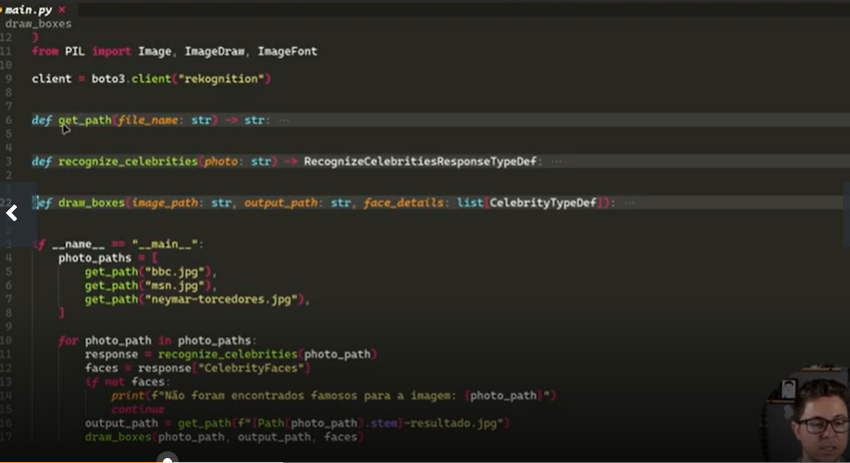 main.py ×
draw_boxes
12 )
11 from PIL import Image, ImageDraw, ImageFont
10
9 client = boto3.client("rekognition")
8
7
6 def get_path(file_name: str) -> str: ···
5
4
3 def recognize_celebrities(photo: str) -> RecognizeCelebritiesResponseTypeDef: ···
2
1
22 def draw_boxes(image_path: str, output_path: str, face_details: list[CelebrityTypeDef]): ···
3 if __name__ == "__main__":
4 photo_paths = [
5 get_path("bbc.jpg"),
6 get_path("msn.jpg"),
7 get_path("neymar-torcedores.jpg"),
8 ]
9
10 for photo_path in photo_paths:
11 response = recognize_celebrities(photo_path)
12 faces = response["CelebrityFaces"]
13 if not faces:
14 print(f"Não foram encontrados famosos para a imagem: {photo_path}")
15 continue
16 output_path = get_path(f"{Path(photo_path).stem}-resultado.jpg")
17 draw_boxes(photo_path, output_path, faces)